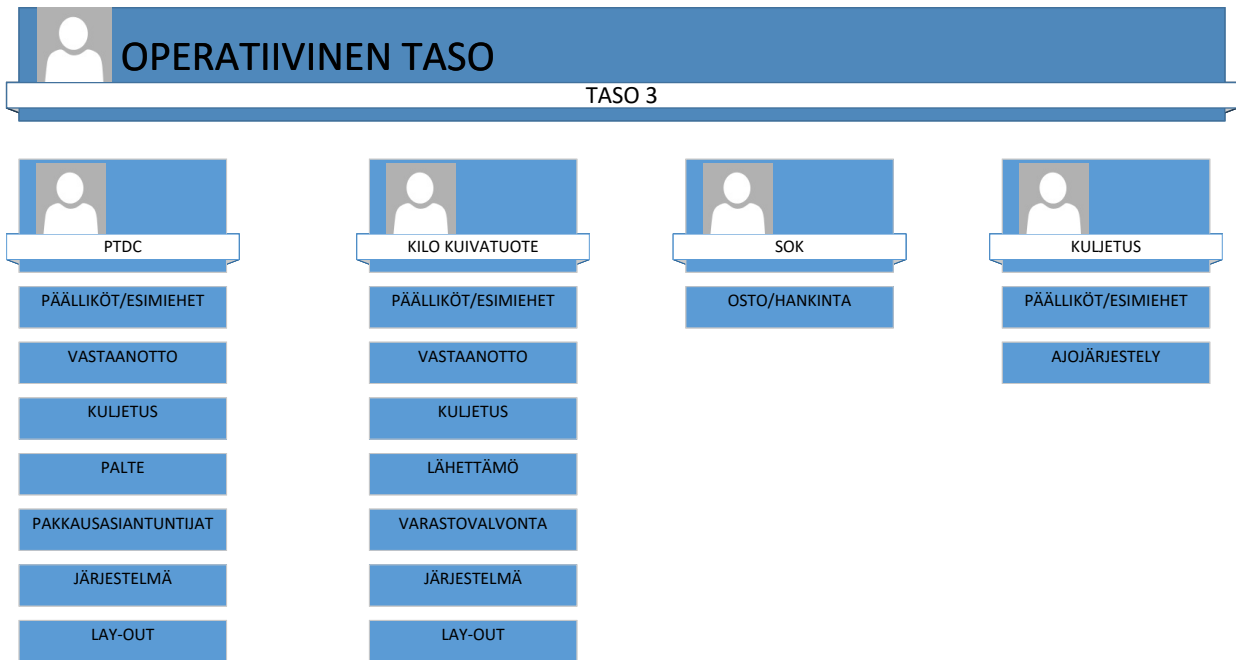 OPERATIIVINEN TASO
TASO 3
PTDC
PÄÄLLIKÖT/ESIMIEHET
VASTAANOTTO
KULJETUS
PALTE
PAKKAUSASIANTUNTIJAT
JÄRJESTELMÄ
LAY-OUT
KILO KUIVATUOTE
PÄÄLLIKÖT/ESIMIEHET
VASTAANOTTO
KULJETUS
LÄHETTÄMÖ
VARASTOVALVONTA
JÄRJESTELMÄ
LAY-OUT
SOK
OSTO/HANKINTA
KULJETUS
PÄÄLLIKÖT/ESIMIEHET
AJOJÄRJESTELY